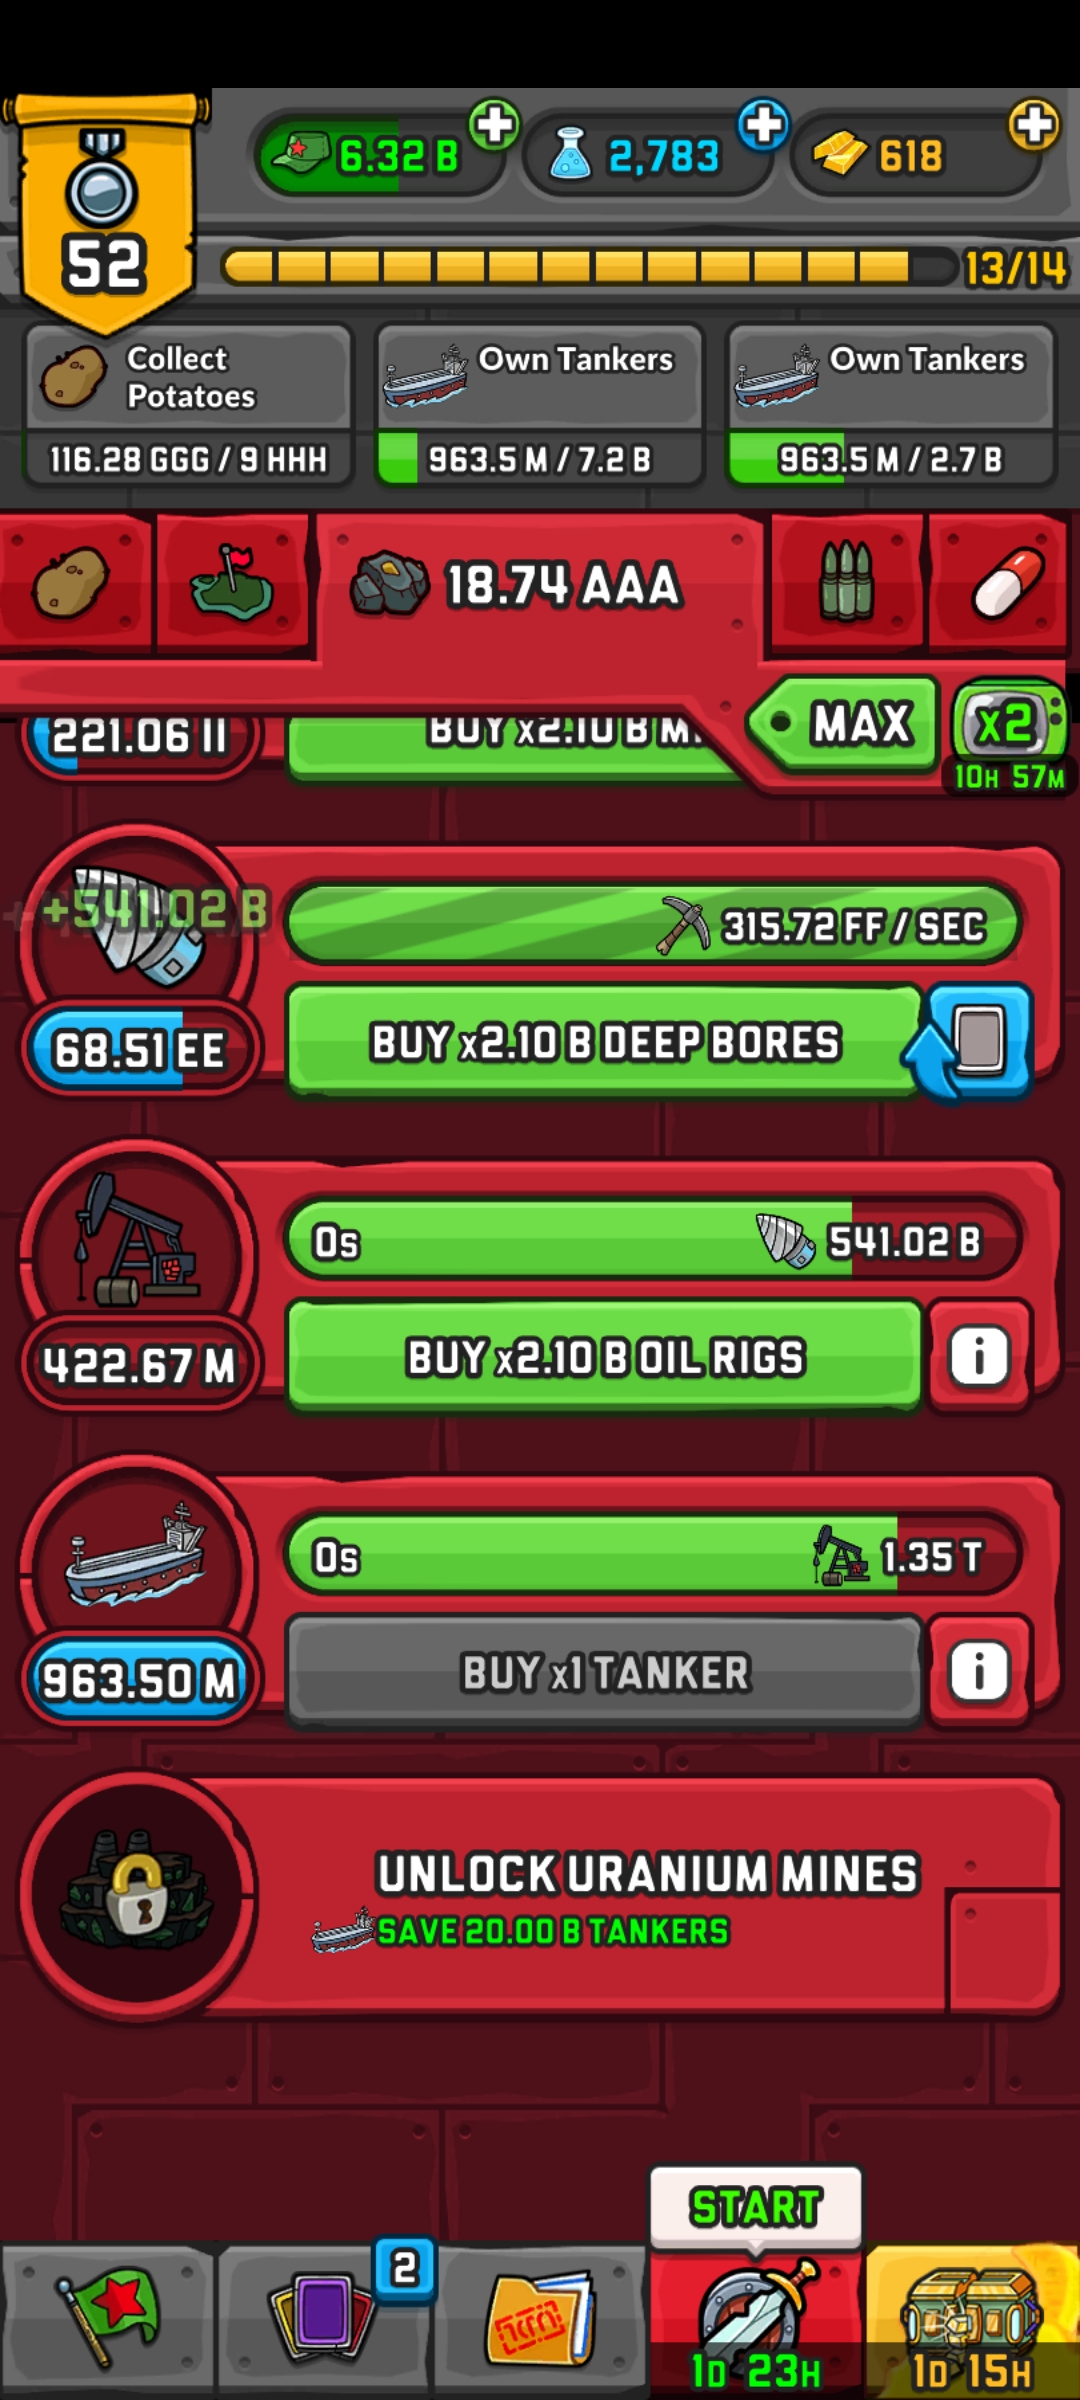 6.32 B
2,783
618
52
13/14
Collect
Potatoes
116.28 GGG / 9 HHH
Own Tankers
963.5 M / 7.2 B
Own Tankers
963.5 M / 2.7 B
18.74 AAA
MAX
x2
10H 57M
221.06 II
BUY x2.10 B M
+541.02 B
315.72 FF / SEC
68.51 EE
BUY x2.10 B DEEP BORES
0s
541.02 B
422.67 M
BUY x2.10 B OIL RIGS
i
0s
1.35 T
963.50 M
BUY x1 TANKER
i
UNLOCK URANIUM MINES
SAVE 20.00 B TANKERS
START
2
1D 23H
1D 15H